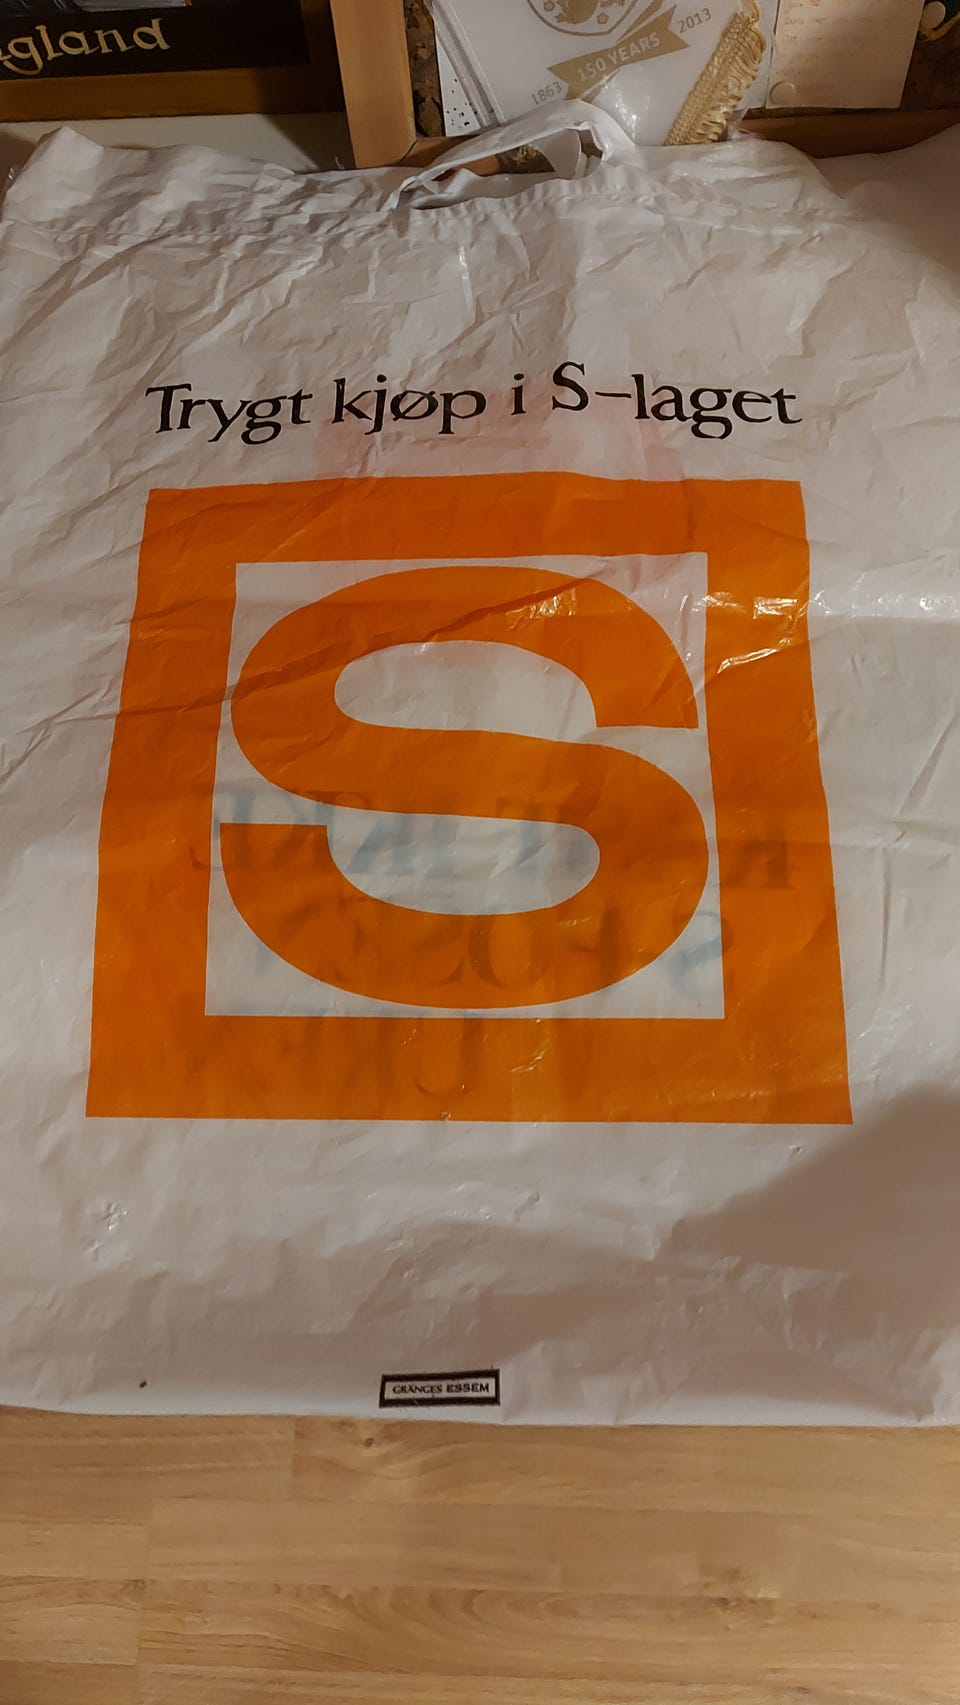 gland
150 YEARS
1863
2013
Trygt kjøp i S-laget
S
GRÄNGES ESSEM